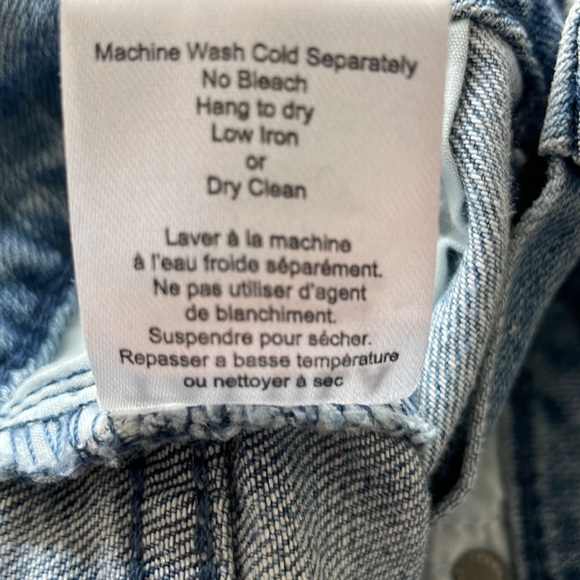 Machine Wash Cold Separately
No Bleach
Hang to dry
Low Iron
or
Dry Clean
Laver à la machine
à l'eau froide séparément.
Ne pas utiliser d'agent
de blanchiment.
Suspendre pour sécher.
Repasser a basse température
ou nettoyer à sec